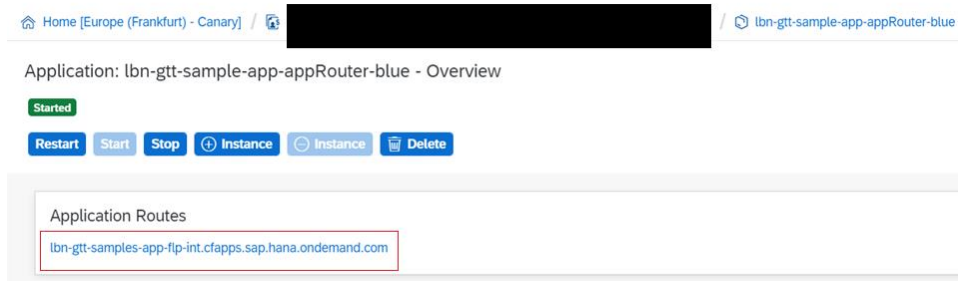 Home [Europe (Frankfurt) - Canary] / / lbn-gtt-sample-app-appRouter-blue
Application: lbn-gtt-sample-app-appRouter-blue - Overview
Started
Restart Start Stop Instance Instance Delete
Application Routes
lbn-gtt-samples-app-flp-int.cfapps.sap.hana.ondemand.com